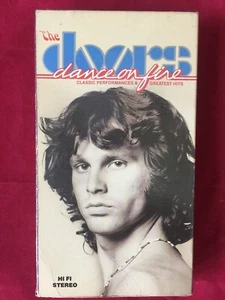 The
doors
dance on fire
CLASSIC PERFORMANCES & GREATEST HITS
HI FI
STEREO